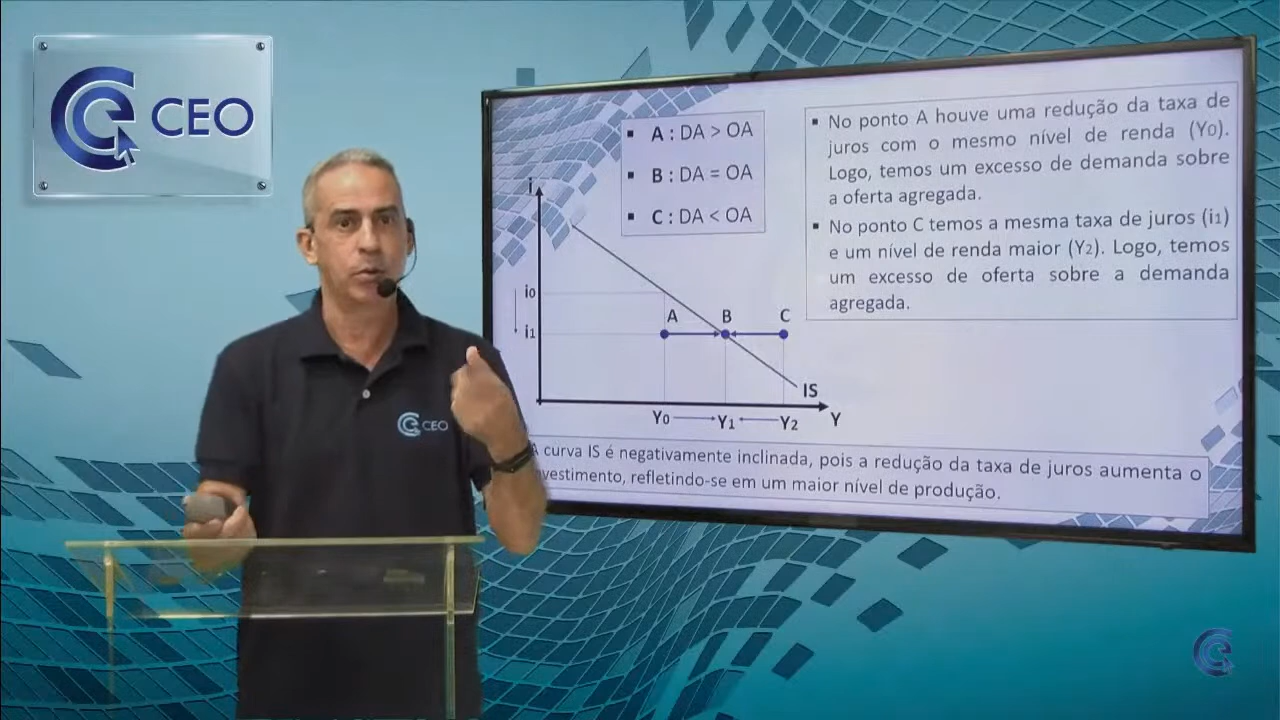 CEO
A : DA > OA
B : DA = OA
C : DA < OA
No ponto A houve uma redução da taxa de
juros com o mesmo nível de renda (Y0).
Logo, temos um excesso de demanda sobre
a oferta agregada.
No ponto C temos a mesma taxa de juros (i1)
e um nível de renda maior (Y2). Logo, temos
um excesso de oferta sobre a demanda
agregada.
i
i0
i1
A B C
IS
Y0 Y1 Y2 Y
CEO
A curva IS é negativamente inclinada, pois a redução da taxa de juros aumenta o
vestimento, refletindo-se em um maior nível de produção.